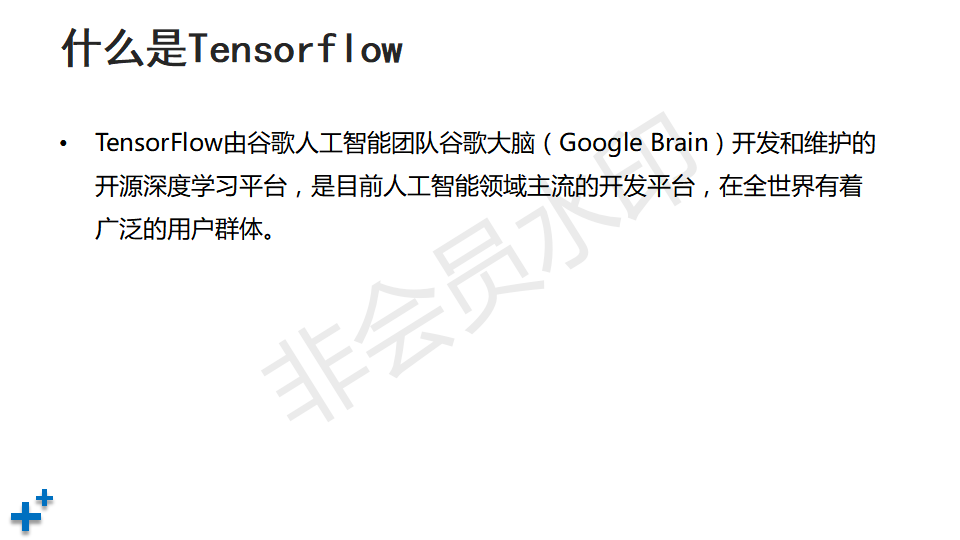 什么是Tensorflow
• TensorFlow由谷歌人工智能团队谷歌大脑（Google Brain）开发和维护的
开源深度学习平台，是目前人工智能领域主流的开发平台，在全世界有着
广泛的用户群体。
非会员水印